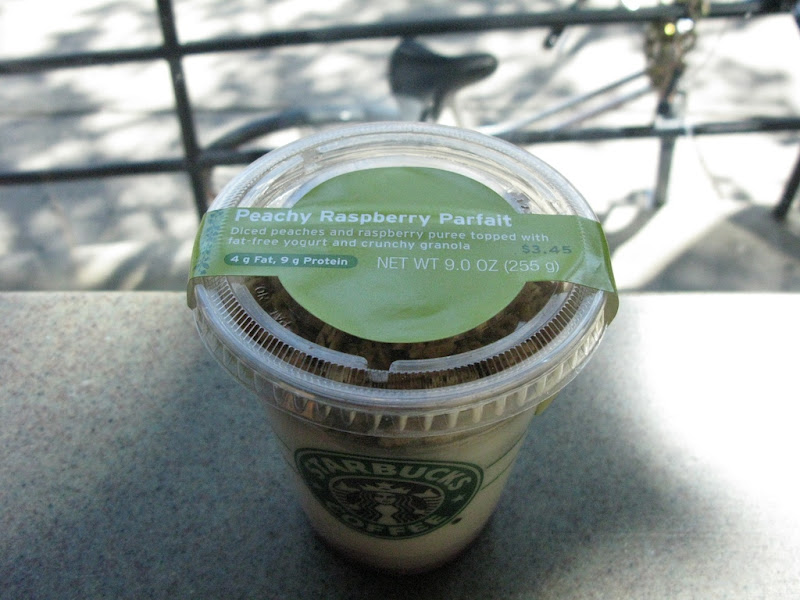 Peachy Raspberry Parfait
Diced peaches and raspberry puree topped with
fat-free yogurt and crunchy granola
$3.45
4 g Fat, 9 g Protein
NET WT 9.0 OZ (255 g)
STARBUCKS
COFFEE